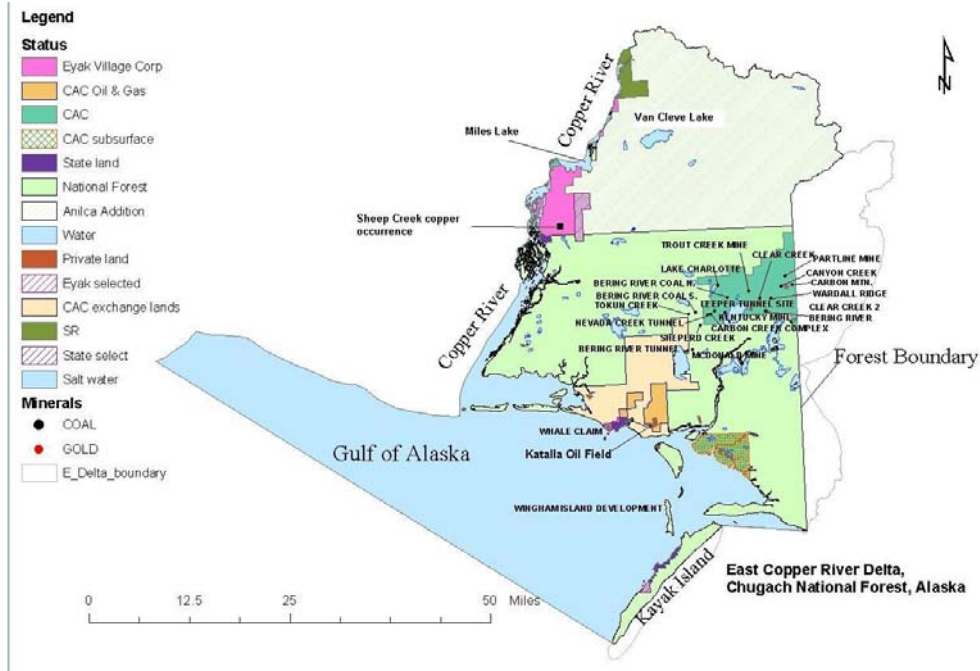 Legend
Status
Eyak Village Corp
CAC Oil & Gas
CAC
CAC subsurface
State land
National Forest
Anilca Addition
Water
Private land
Eyak selected
CAC exchange lands
SR
State select
Salt water
Minerals
COAL
GOLD
E_Delta_boundary
N
Copper River
Van Cleve Lake
Miles Lake
Sheep Creek copper
occurrence
TROUT CREEK MINE
CLEAR CREEK
PARTLINE MINE
LAKE CHARLOTTE
CANYON CREEK
BERING RIVER COAL N.
CARBON MTN.
BERING RIVER COAL S.
LEEPER TUNNEL SITE
WARDALL RIDGE
TOKUN CREEK
CLEAR CREEK 2
NEVADA CREEK TUNNEL
KENTUCKY MINE
BERING RIVER
CARBON CREEK COMPLEX
SHEPERD CREEK
BERING RIVER TUNNEL
MCDONALD MINE
Copper River
Forest Boundary
WHALE CLAIM
Katalla Oil Field
Gulf of Alaska
WINGHAM ISLAND DEVELOPMENT
Kayak Island
East Copper River Delta,
Chugach National Forest, Alaska
0 12.5 25 50 Miles